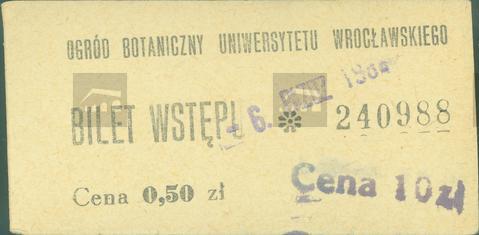 OGRÓD BOTANICZNY UNIWERSYTETU WROCŁAWSKIEGO
BILET WSTĘPU 240988
- 6.
Cena 0,50 zł
Cena 10 zł